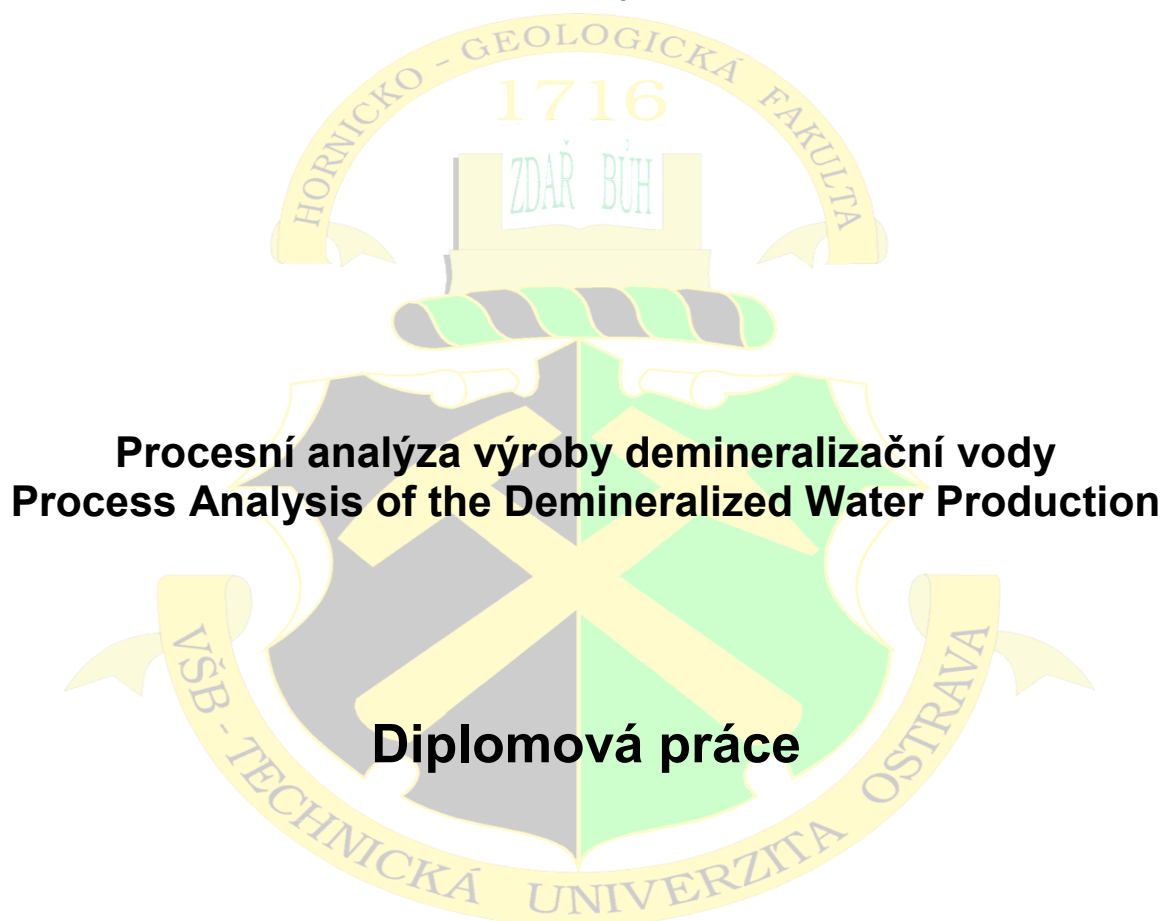 HORNICKO - GEOLOGICKÁ FAKULTA
1716
ZDAŘ BŮH
Procesní analýza výroby demineralizační vody
Process Analysis of the Demineralized Water Production
Diplomová práce
VŠB - TECHNICKÁ UNIVERZITA OSTRAVA